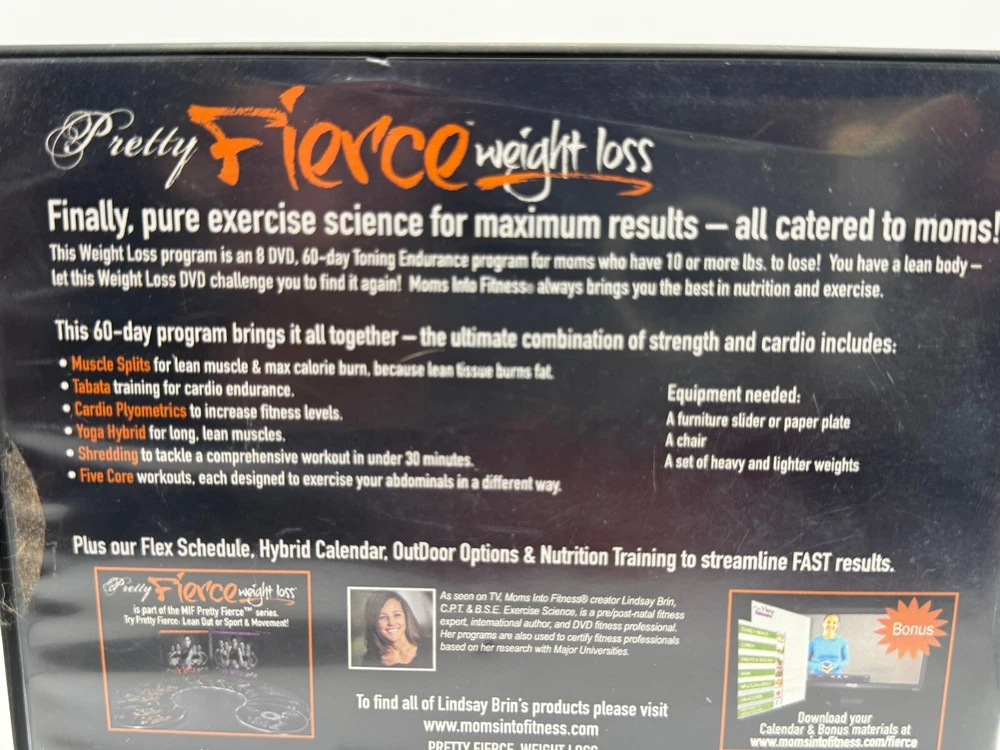 Pretty Fierce weight loss
Finally, pure exercise science for maximum results – all catered to moms!
This Weight Loss program is an 8 DVD, 60-day Toning Endurance program for moms who have 10 or more lbs. to lose! You have a lean body –
let this Weight Loss DVD challenge you to find it again! Moms Into Fitness® always brings you the best in nutrition and exercise.
This 60-day program brings it all together – the ultimate combination of strength and cardio includes:
• Muscle Splits for lean muscle & max calorie burn, because lean tissue burns fat.
• Tabata training for cardio endurance.
• Cardio Plyometrics to increase fitness levels.
• Yoga Hybrid for long, lean muscles.
• Shredding to tackle a comprehensive workout in under 30 minutes.
• Five Core workouts, each designed to exercise your abdominals in a different way.
Equipment needed:
A furniture slider or paper plate
A chair
A set of heavy and lighter weights
Plus our Flex Schedule, Hybrid Calendar, OutDoor Options & Nutrition Training to streamline FAST results.
Pretty Fierce weight loss
is part of the MIF Pretty Fierce™ series.
Try Pretty Fierce: Lean Out or Sport & Movement!
As seen on TV, Moms Into Fitness® creator Lindsay Brin,
C.P.T. & B.S.E. Exercise Science, is a pre/post-natal fitness
expert, international author, and DVD fitness professional.
Her programs are also used to certify fitness professionals
based on her research with Major Universities.
To find all of Lindsay Brin's products please visit
www.momsintofitness.com
PRETTY FIERCE WEIGHT LOSS
Bonus
Download your
Calendar & Bonus materials at
www.momsintofitness.com/fierce